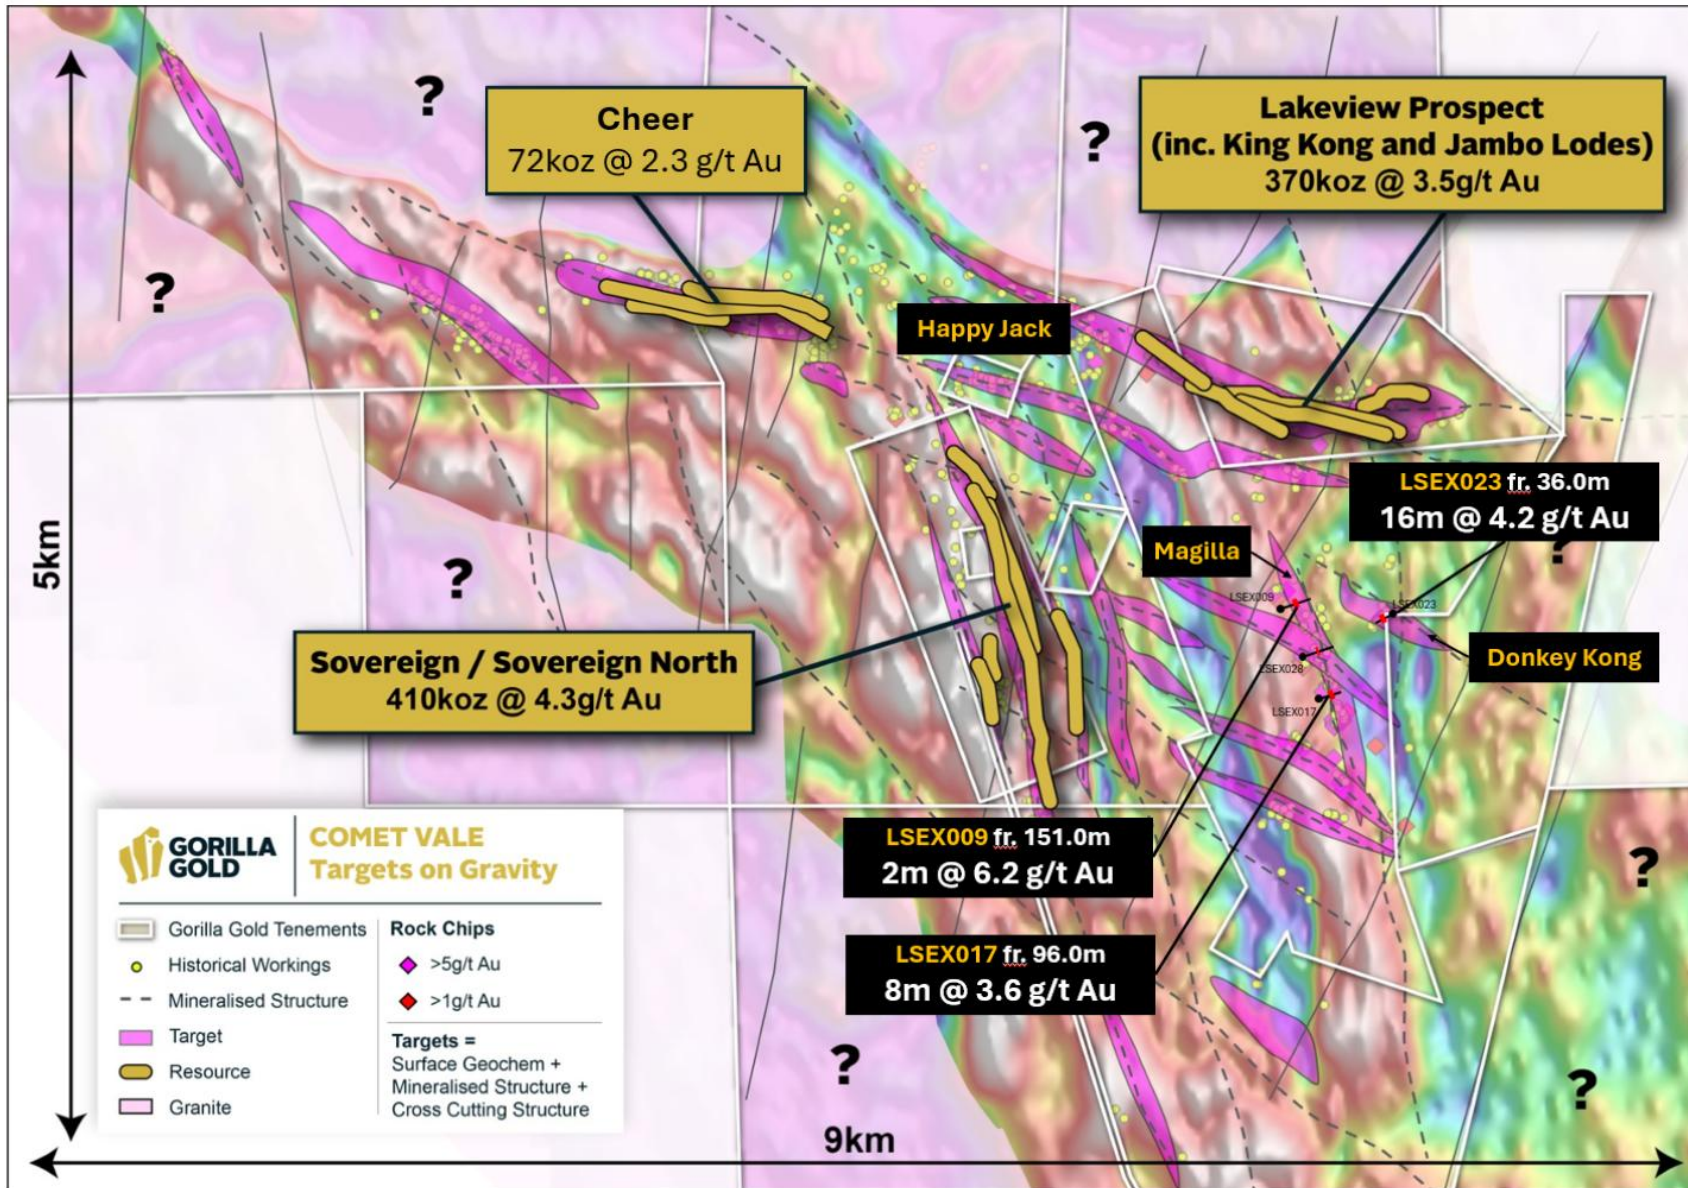 ?
Cheer
72koz @ 2.3 g/t Au
?
Lakeview Prospect
(inc. King Kong and Jambo Lodes)
370koz @ 3.5g/t Au
?
Happy Jack
LSEX023 fr. 36.0m
16m @ 4.2 g/t Au
?
5km
?
Magilla
LSEX009
LSEX023
Donkey Kong
Sovereign / Sovereign North
410koz @ 4.3g/t Au
LSEX028
LSEX017
LSEX009 fr. 151.0m
2m @ 6.2 g/t Au
?
LSEX017 fr. 96.0m
8m @ 3.6 g/t Au
?
?
GORILLA
GOLD
COMET VALE
Targets on Gravity
Gorilla Gold Tenements
Historical Workings
Mineralised Structure
Target
Resource
Granite
Rock Chips
>5g/t Au
>1g/t Au
Targets =
Surface Geochem +
Mineralised Structure +
Cross Cutting Structure
9km